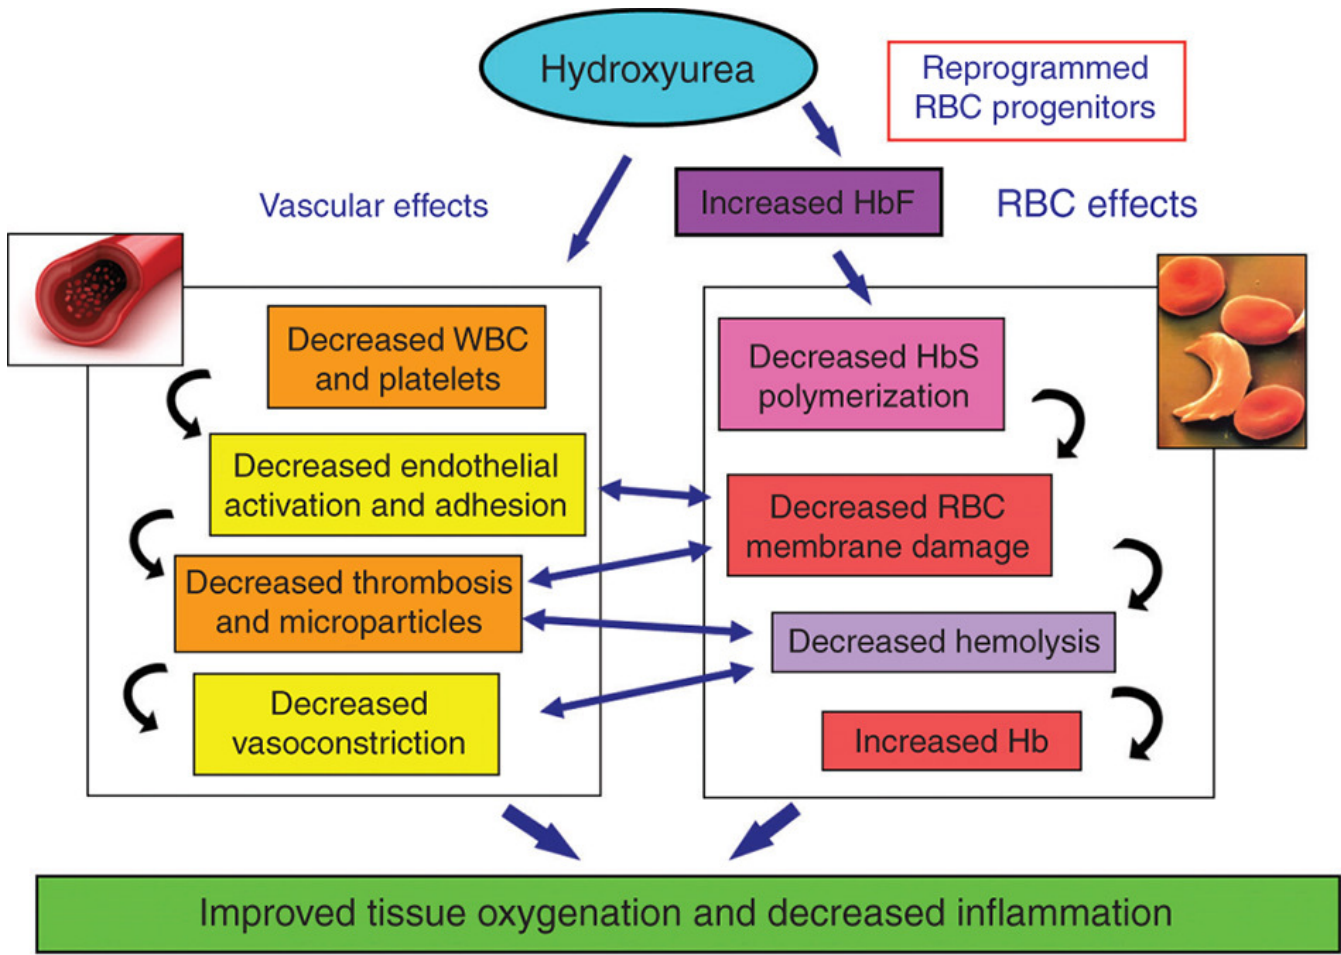 Hydroxyurea
Reprogrammed
RBC progenitors
Increased HbF
Vascular effects
RBC effects
Decreased WBC
and platelets
Decreased endothelial
activation and adhesion
Decreased thrombosis
and microparticles
Decreased
vasoconstriction
Decreased HbS
polymerization
Decreased RBC
membrane damage
Decreased hemolysis
Increased Hb
Improved tissue oxygenation and decreased inflammation